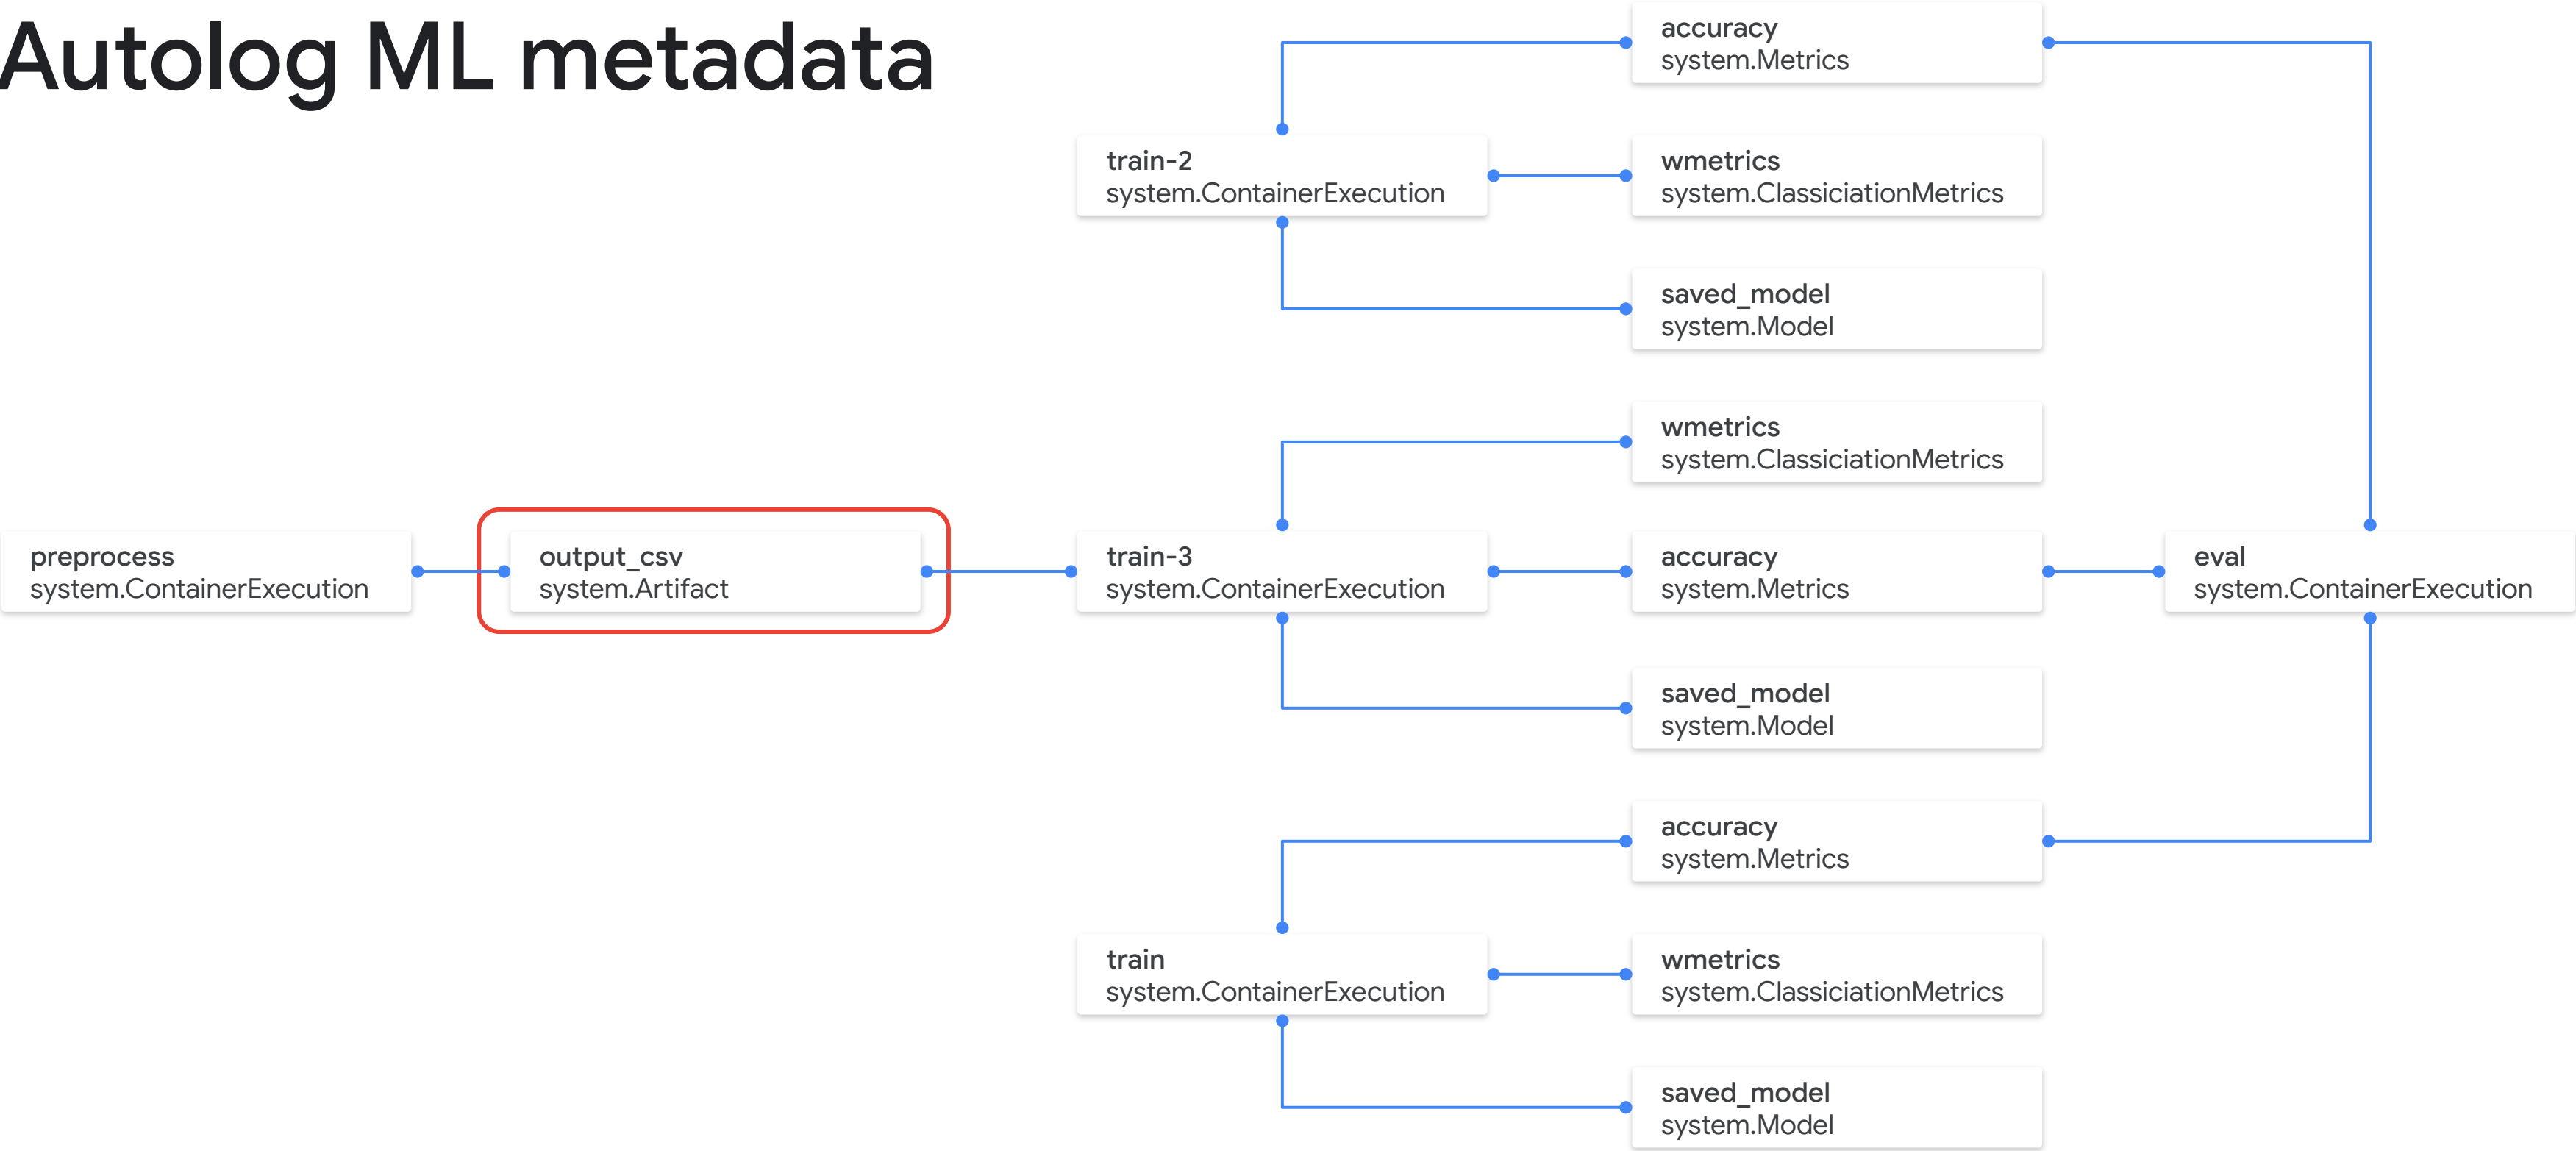 Autolog ML metadata
accuracy
system.Metrics
train-2
system.ContainerExecution
wmetrics
system.ClassiciationMetrics
saved_model
system.Model
wmetrics
system.ClassiciationMetrics
preprocess
system.ContainerExecution
output_csv
system.Artifact
train-3
system.ContainerExecution
accuracy
system.Metrics
eval
system.ContainerExecution
saved_model
system.Model
accuracy
system.Metrics
train
system.ContainerExecution
wmetrics
system.ClassiciationMetrics
saved_model
system.Model